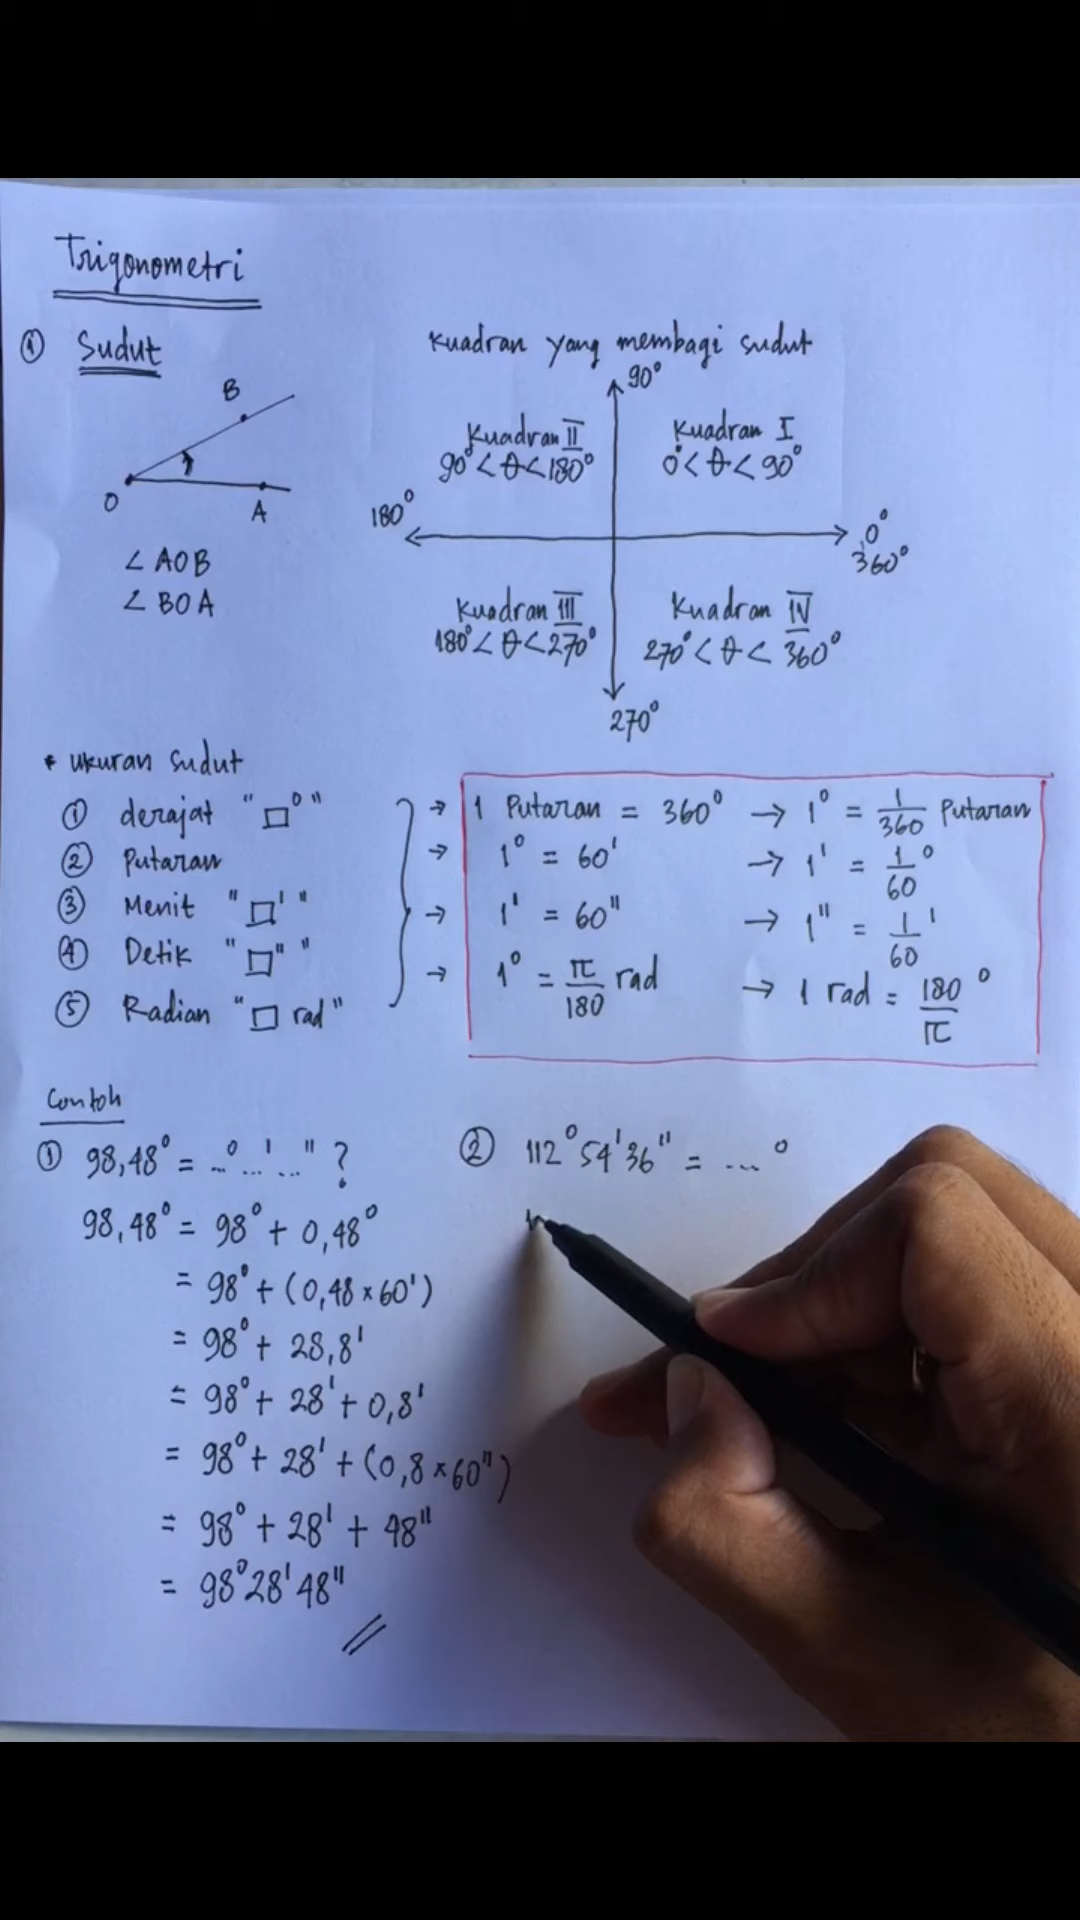 Trigonometri
① Sudut
B
O
A
∠ AOB
∠ BOA
Kuadran yang membagi sudut
90°
Kuadran II
90° < θ < 180°
Kuadran I
0° < θ < 90°
180°
0°
360°
Kuadran III
180° < θ < 270°
Kuadran IV
270° < θ < 360°
270°
* ukuran sudut
① derajat "□°"
② Putaran
③ Menit "□'"
④ Detik "□""
⑤ Radian "□ rad"
→ 1 Putaran = 360° → 1° = 1/360 Putaran
→ 1° = 60' → 1' = 1/60°
→ 1' = 60" → 1" = 1/60'
→ 1° = π/180 rad → 1 rad = 180/π°
Contoh
① 98,48° = ...°...'..." ?
98,48° = 98° + 0,48°
= 98° + (0,48 × 60')
= 98° + 28,8'
= 98° + 28' + 0,8'
= 98° + 28' + (0,8 × 60")
= 98° + 28' + 48"
= 98°28'48"
② 112°54'36" = ....°